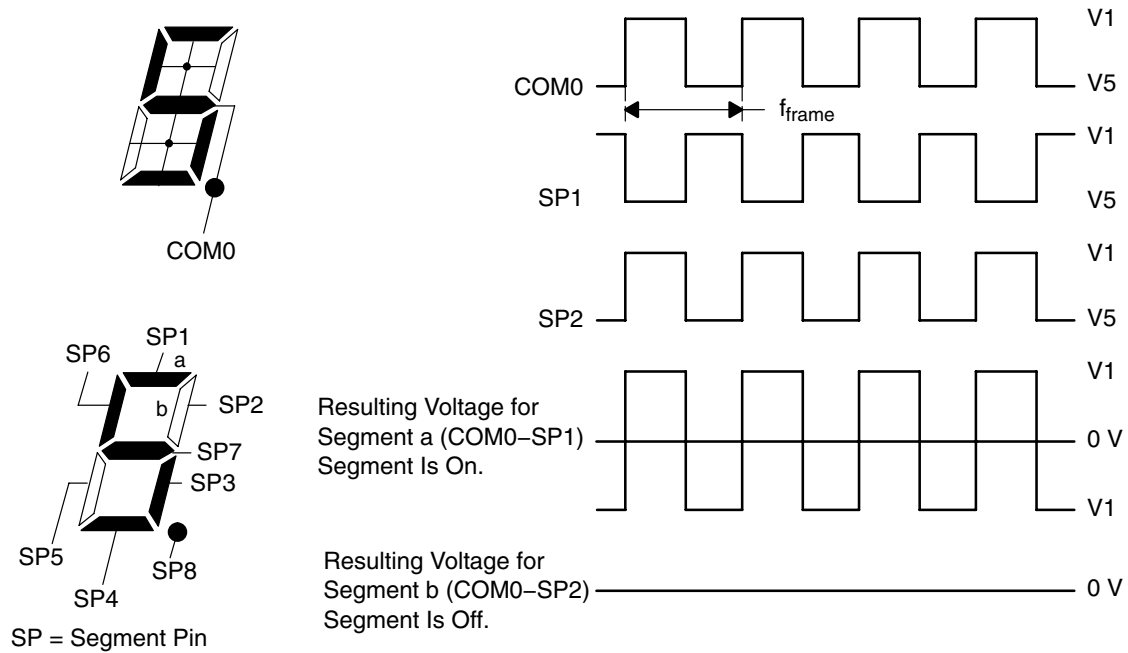 COM0
SP1
a
SP6
b
SP2
SP7
SP3
SP5
SP8
SP4
SP = Segment Pin
V1
COM0
V5
fframe
V1
SP1
V5
V1
SP2
V5
Resulting Voltage for
Segment a (COM0−SP1)
Segment Is On.
V1
0 V
V1
Resulting Voltage for
Segment b (COM0−SP2)
Segment Is Off.
0 V